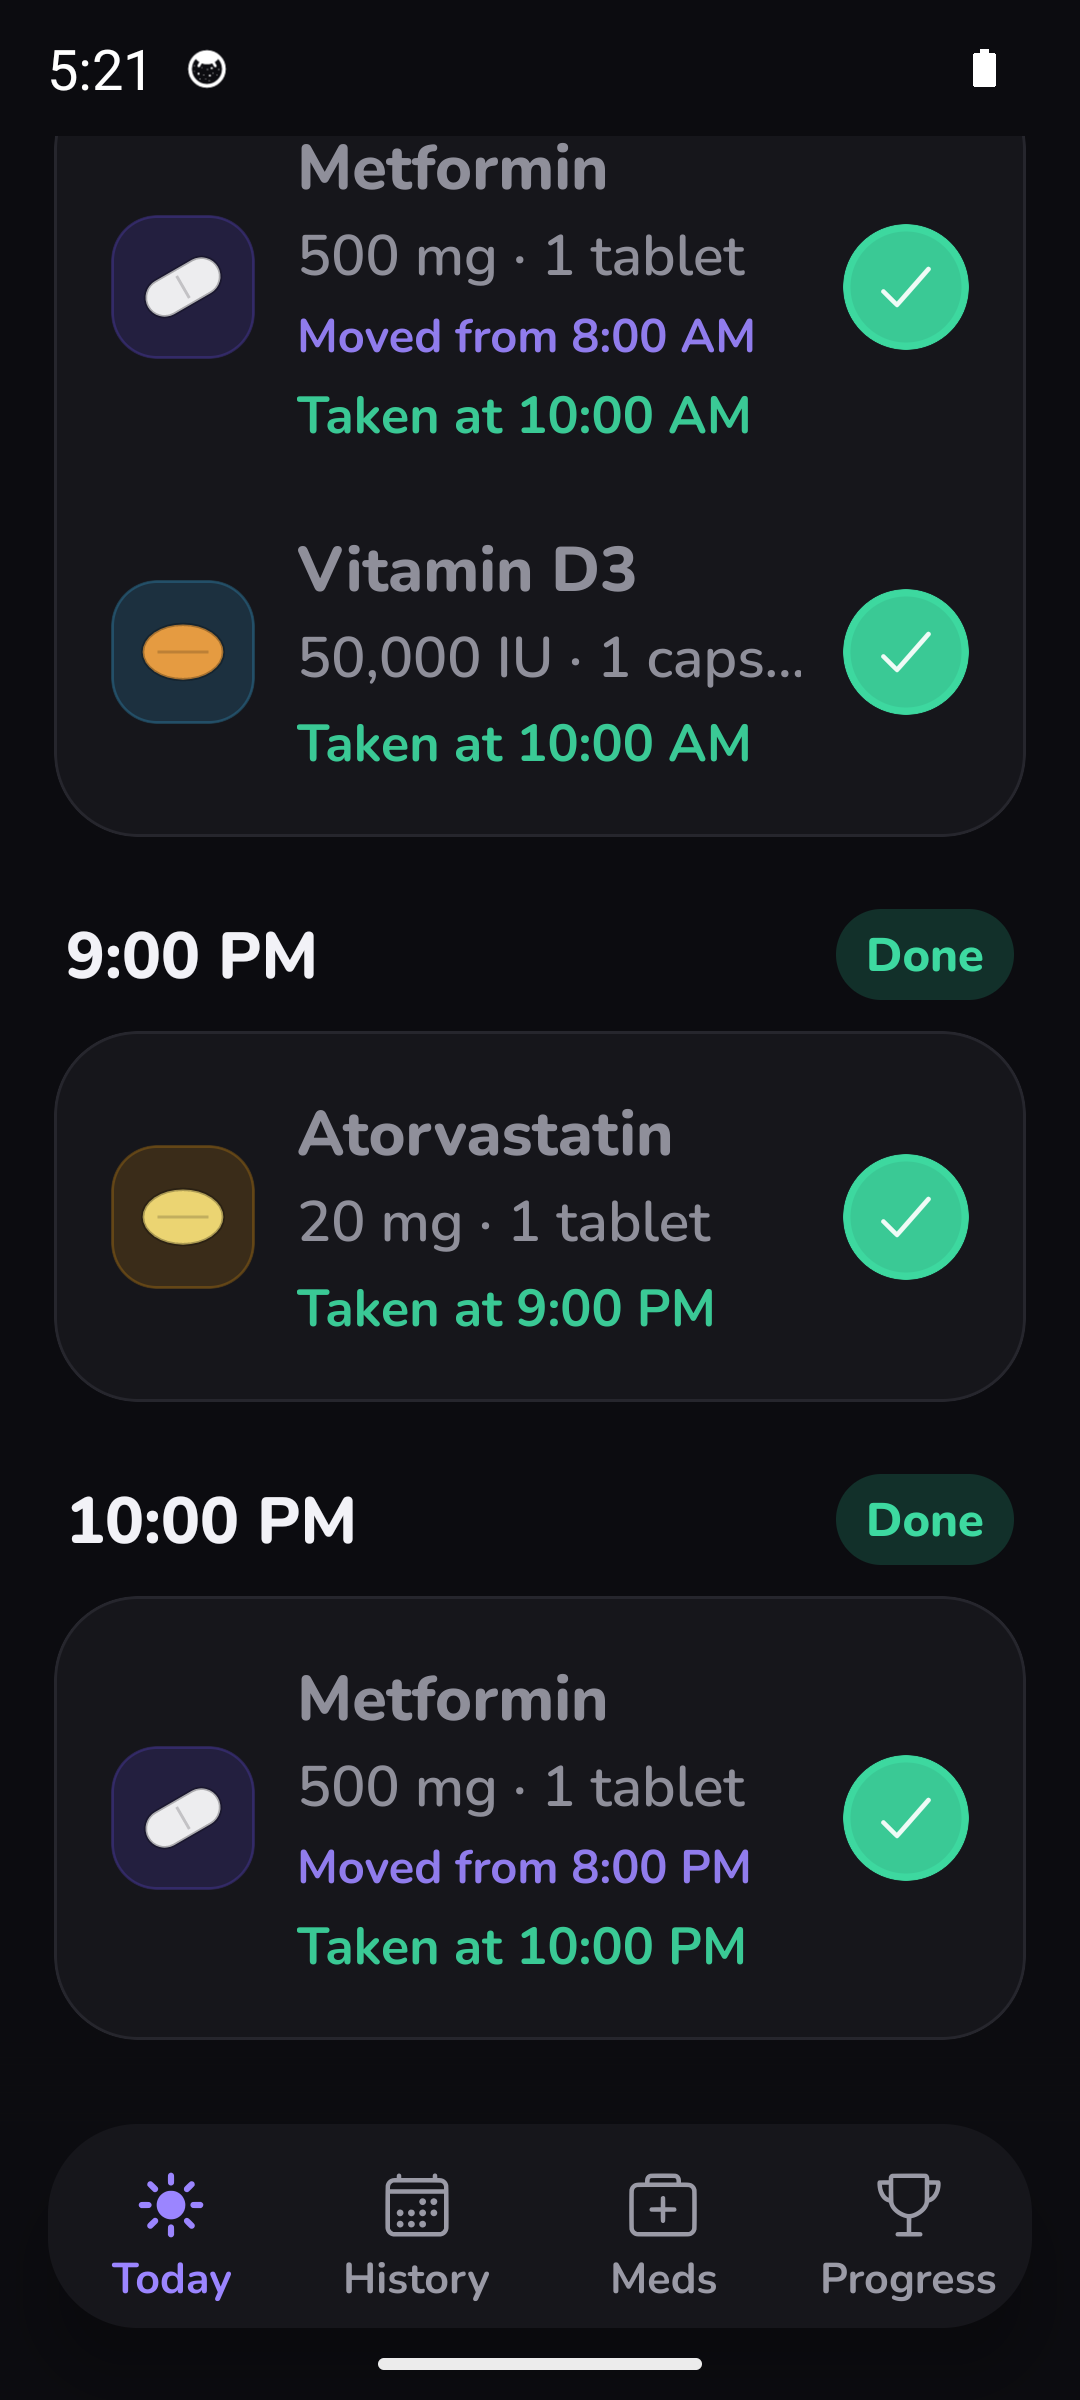 5:21
Metformin
500 mg · 1 tablet
Moved from 8:00 AM
Taken at 10:00 AM
Vitamin D3
50,000 IU · 1 caps...
Taken at 10:00 AM
9:00 PM
Done
Atorvastatin
20 mg · 1 tablet
Taken at 9:00 PM
10:00 PM
Done
Metformin
500 mg · 1 tablet
Moved from 8:00 PM
Taken at 10:00 PM
Today
History
Meds
Progress